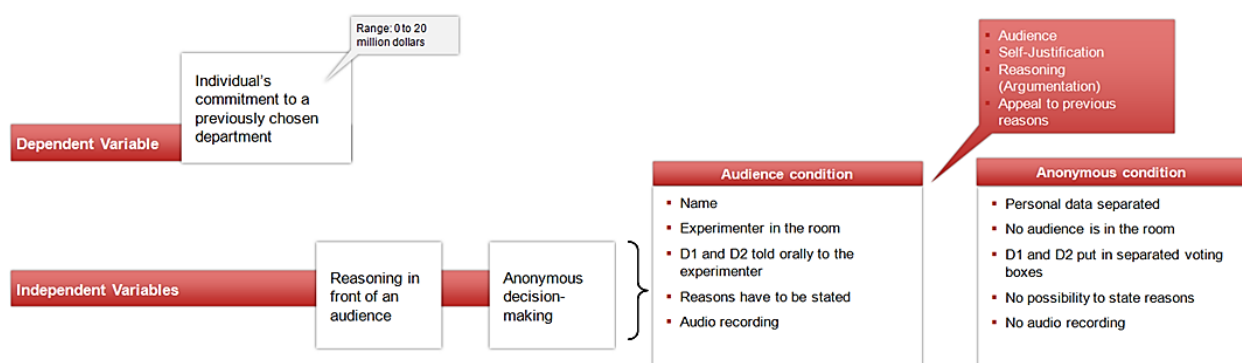 Range: 0 to 20
million dollars
Individual's
commitment to a
previously chosen
department
Dependent Variable
▪ Audience
▪ Self-Justification
▪ Reasoning
(Argumentation)
▪ Appeal to previous
reasons
Independent Variables
Reasoning in
front of an
audience
Anonymous
decision-
making
Audience condition
▪ Name
▪ Experimenter in the room
▪ D1 and D2 told orally to the
experimenter
▪ Reasons have to be stated
▪ Audio recording
Anonymous condition
▪ Personal data separated
▪ No audience is in the room
▪ D1 and D2 put in separated voting
boxes
▪ No possibility to state reasons
▪ No audio recording